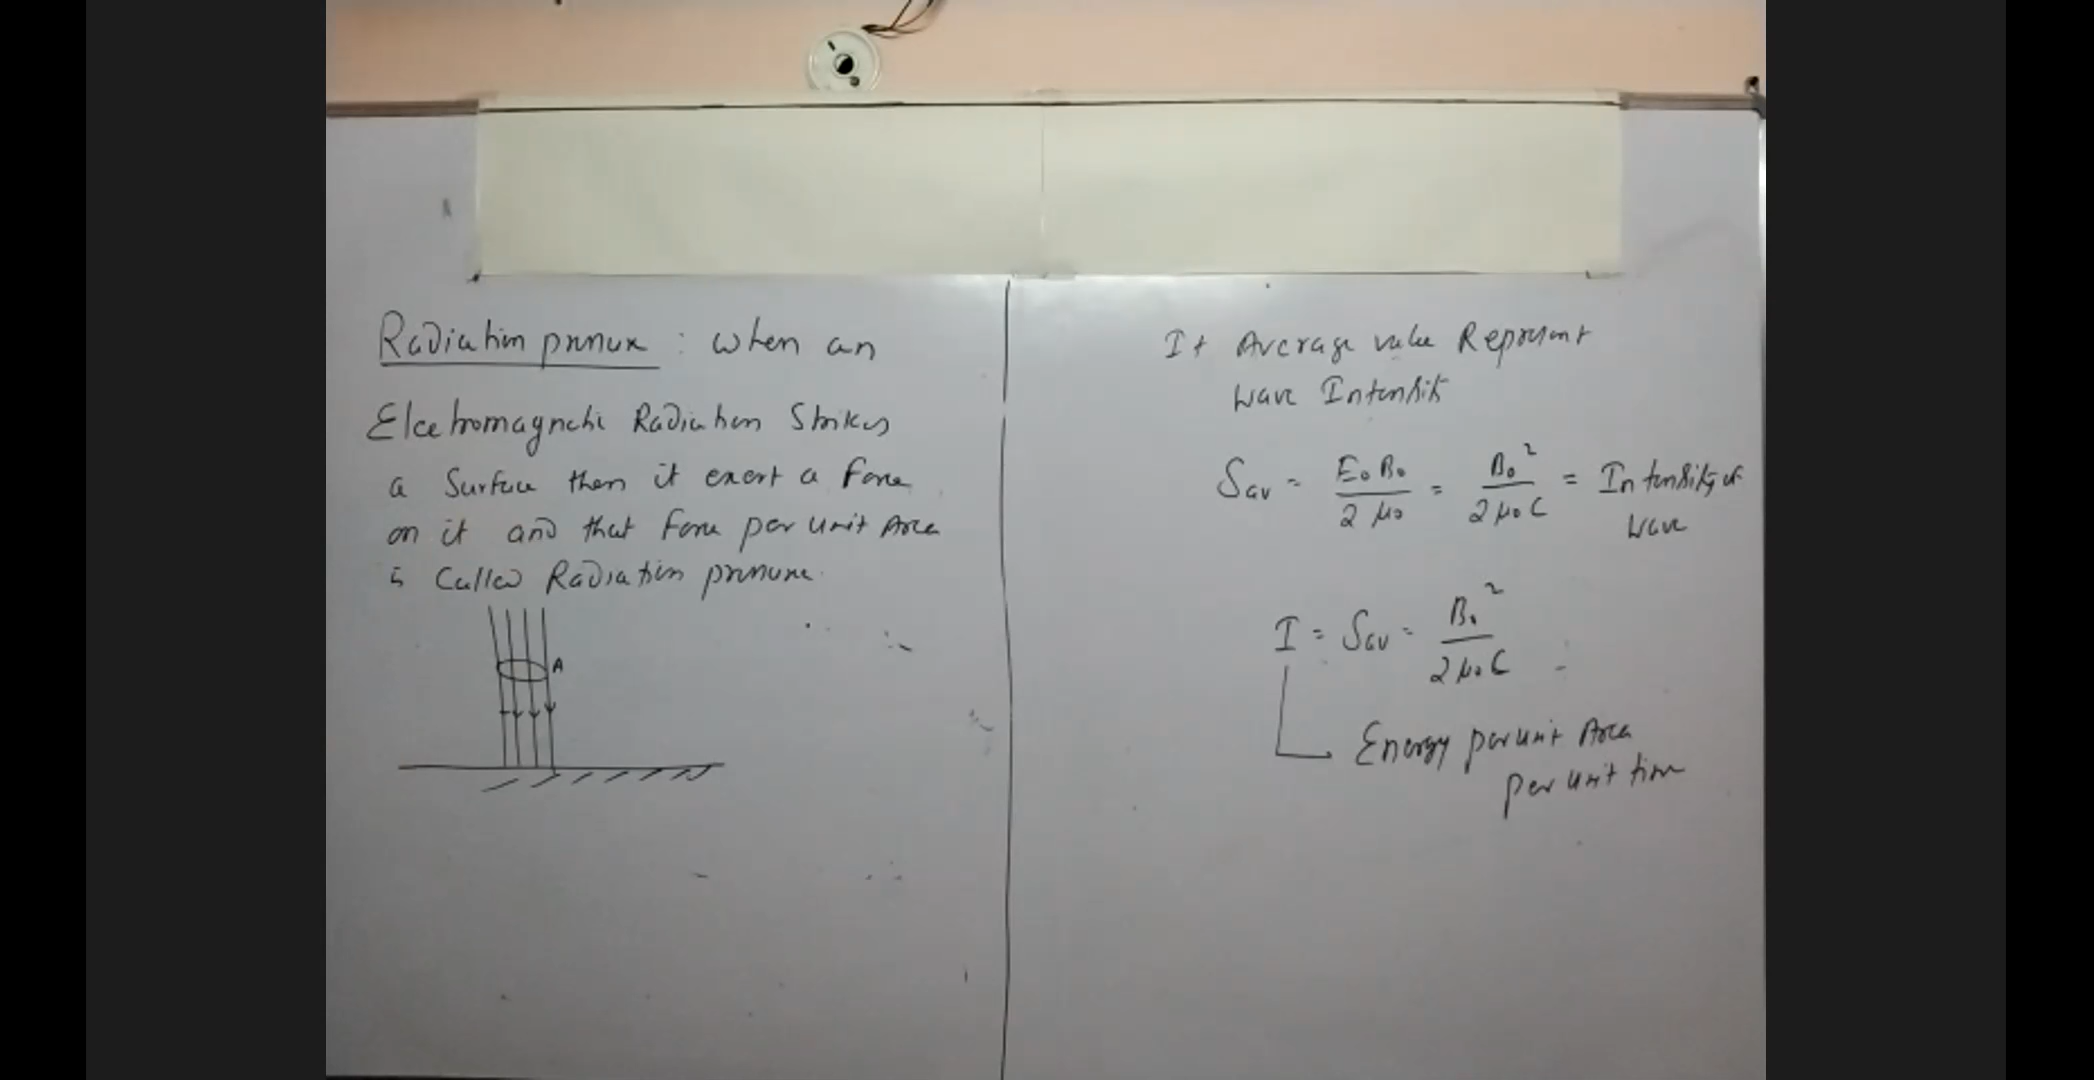 Radiation pressure : when an
Electromagnetic Radiation Strikes
a Surface then it exert a Force
on it and that Force per unit Area
is Called Radiation pressure.
A
It Average value Represent
wave Intensity
Sav = E₀B₀/2μ₀ = B₀²/2μ₀C = Intensity of
wave
I = Sav = B₀²/2μ₀C
Energy per unit Area
per unit time